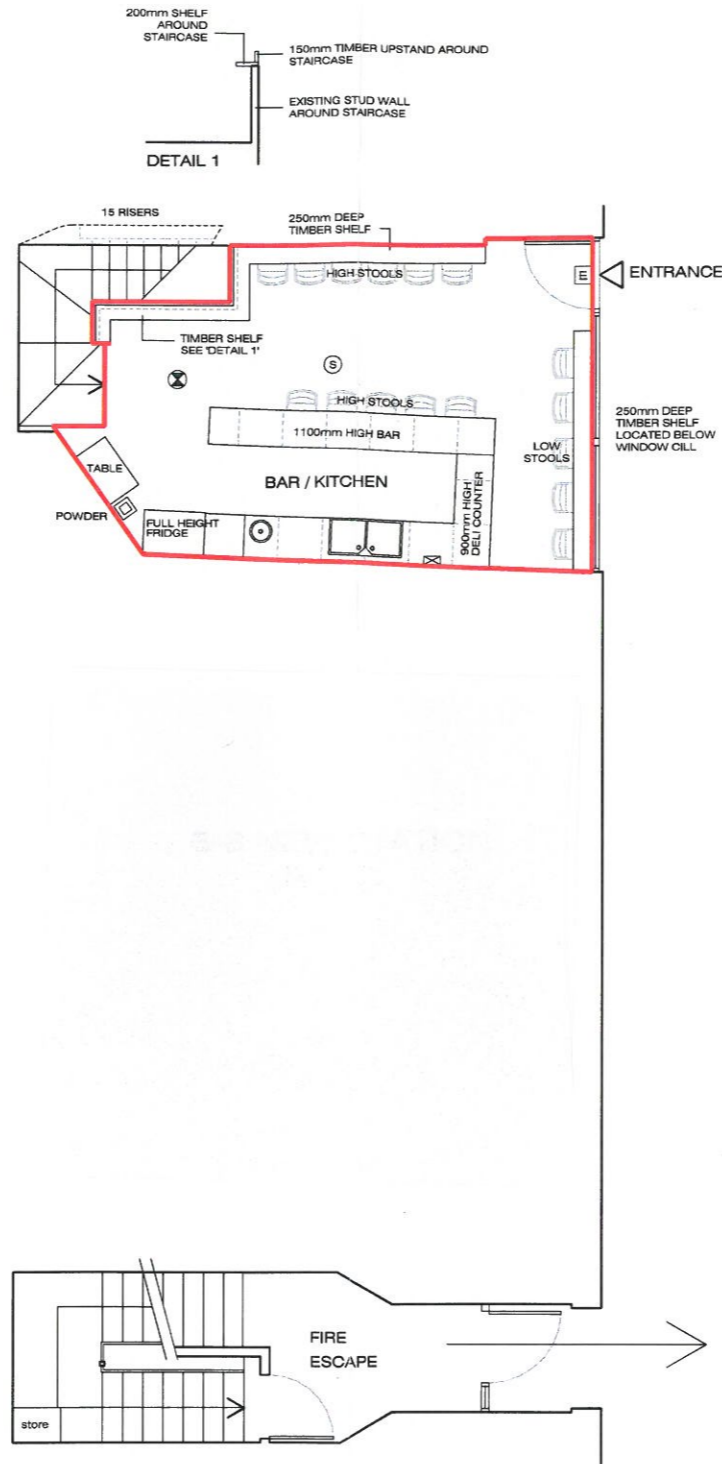 200mm SHELF
AROUND
STAIRCASE
150mm TIMBER UPSTAND AROUND
STAIRCASE
EXISTING STUD WALL
AROUND STAIRCASE
DETAIL 1
15 RISERS
250mm DEEP
TIMBER SHELF
HIGH STOOLS
E
ENTRANCE
TIMBER SHELF
SEE 'DETAIL 1'
S
HIGH STOOLS
1100mm HIGH BAR
LOW
STOOLS
250mm DEEP
TIMBER SHELF
LOCATED BELOW
WINDOW CILL
TABLE
BAR / KITCHEN
900mm HIGH
DELI COUNTER
POWDER
FULL HEIGHT
FRIDGE
FIRE
ESCAPE
store